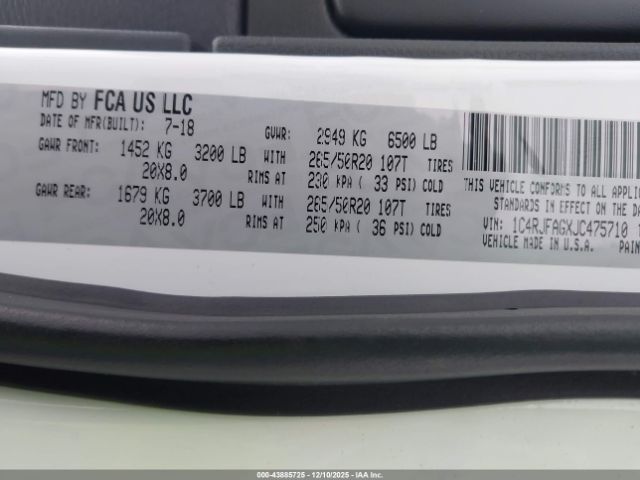 MFD BY FCA US LLC
DATE OF MFR(BUILT): 7-18 GVWR: 2949 KG 6500 LB
GAWR FRONT: 1452 KG 3200 LB WITH 265/50R20 107T TIRES
20X8.0 RIMS AT 230 KPA ( 33 PSI) COLD
GAWR REAR: 1679 KG 3700 LB WITH 265/50R20 107T TIRES
20X8.0 RIMS AT 250 KPA ( 36 PSI) COLD
THIS VEHICLE CONFORMS TO ALL APPLI
STANDARDS IN EFFECT ON THE DA
VIN: 1C4RJFAGXJC475710
VEHICLE MADE IN U.S.A. PAIN
000-43885725 • 12/10/2025 • IAA Inc.